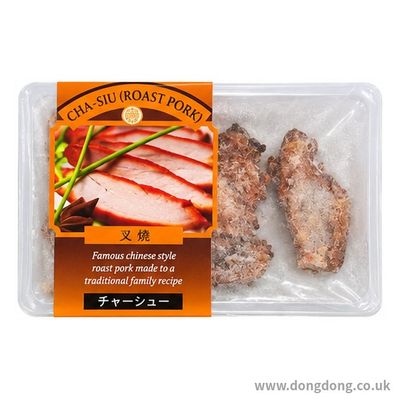 CHA-SIU (ROAST PORK)
叉燒
Famous chinese style
roast pork made to a
traditional family recipe
チャーシュー
www.dongdong.co.uk